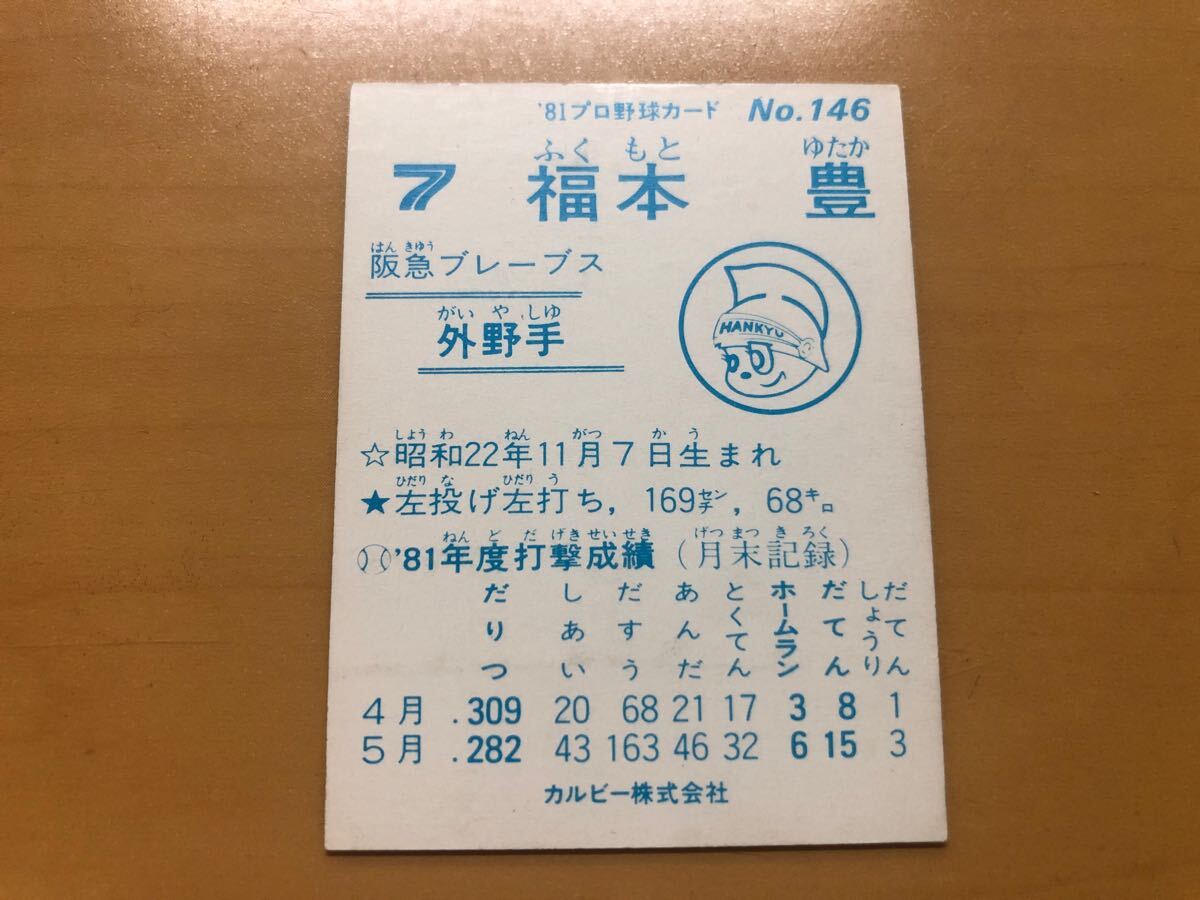 '81プロ野球カード No.146
ふく もと ゆたか
7 福本 豊
はん きゅう
阪急ブレーブス
がい や しゆ
外野手
HANKYU
しよう わ ねん がつ か う
☆昭和22年11月7日生まれ
ひだり な ひだり う
★左投げ左打ち, 169センチ, 68キロ
ねん ど だ げき せい せき げつ まつ き ろく
'81年度打撃成績(月末記録)
だりつ しあい だすう あんだ とくてん ホームラン だてん しょうりだてん
4月 .309 20 68 21 17 3 8 1
5月 .282 43 163 46 32 6 15 3
カルビー株式会社